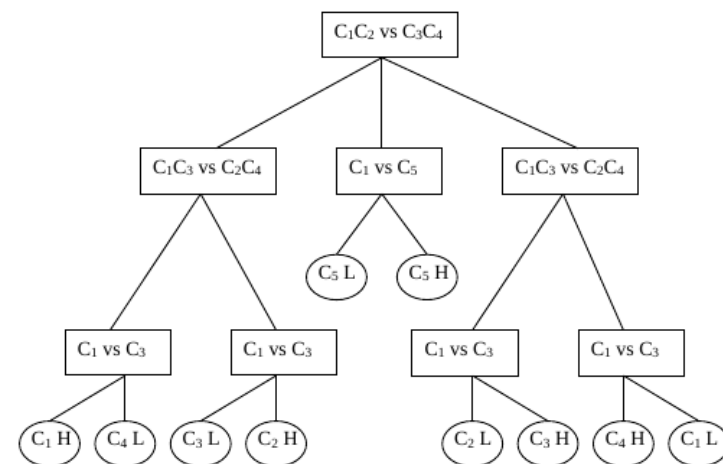 C₁C₂ vs C₃C₄
C₁C₃ vs C₂C₄
C₁ vs C₅
C₁C₃ vs C₂C₄
C₅ L
C₅ H
C₁ vs C₃
C₁ vs C₃
C₁ vs C₃
C₁ vs C₃
C₁ H
C₄ L
C₃ L
C₂ H
C₂ L
C₃ H
C₄ H
C₁ L